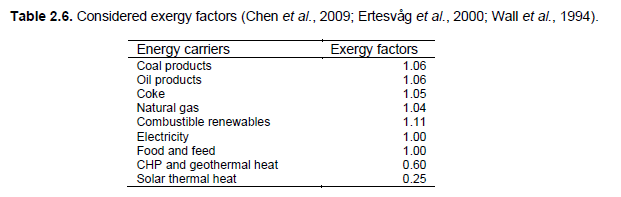 Table 2.6. Considered exergy factors (Chen et al., 2009; Ertesvåg et al., 2000; Wall et al., 1994).
Energy carriers Exergy factors
Coal products 1.06
Oil products 1.06
Coke 1.05
Natural gas 1.04
Combustible renewables 1.11
Electricity 1.00
Food and feed 1.00
CHP and geothermal heat 0.60
Solar thermal heat 0.25